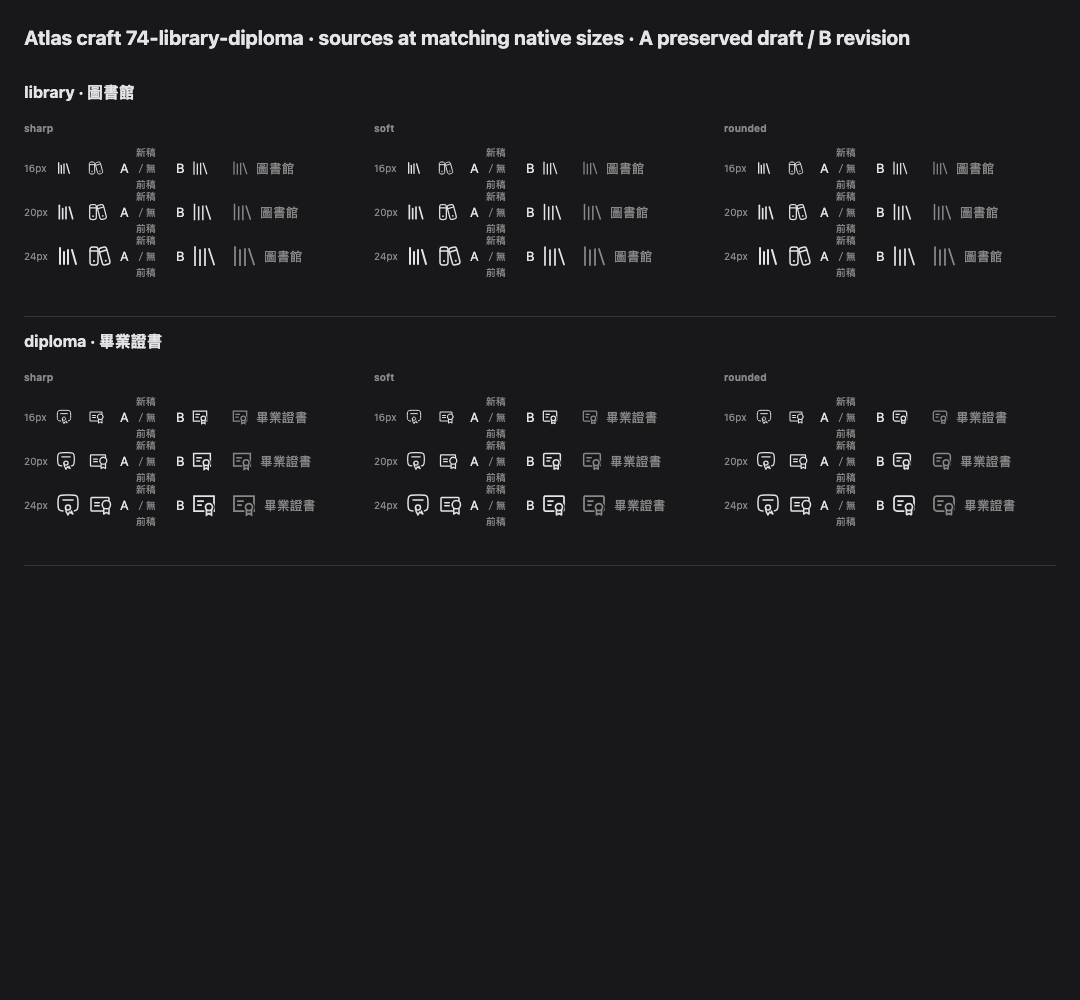 Atlas craft 74-library-diploma · sources at matching native sizes · A preserved draft / B revision
library · 圖書館
sharp
soft
rounded
16px A 新稿 / 無前稿 B 圖書館
16px A 新稿 / 無前稿 B 圖書館
16px A 新稿 / 無前稿 B 圖書館
20px A 新稿 / 無前稿 B 圖書館
20px A 新稿 / 無前稿 B 圖書館
20px A 新稿 / 無前稿 B 圖書館
24px A 新稿 / 無前稿 B 圖書館
24px A 新稿 / 無前稿 B 圖書館
24px A 新稿 / 無前稿 B 圖書館
diploma · 畢業證書
sharp
soft
rounded
16px A 新稿 / 無前稿 B 畢業證書
16px A 新稿 / 無前稿 B 畢業證書
16px A 新稿 / 無前稿 B 畢業證書
20px A 新稿 / 無前稿 B 畢業證書
20px A 新稿 / 無前稿 B 畢業證書
20px A 新稿 / 無前稿 B 畢業證書
24px A 新稿 / 無前稿 B 畢業證書
24px A 新稿 / 無前稿 B 畢業證書
24px A 新稿 / 無前稿 B 畢業證書